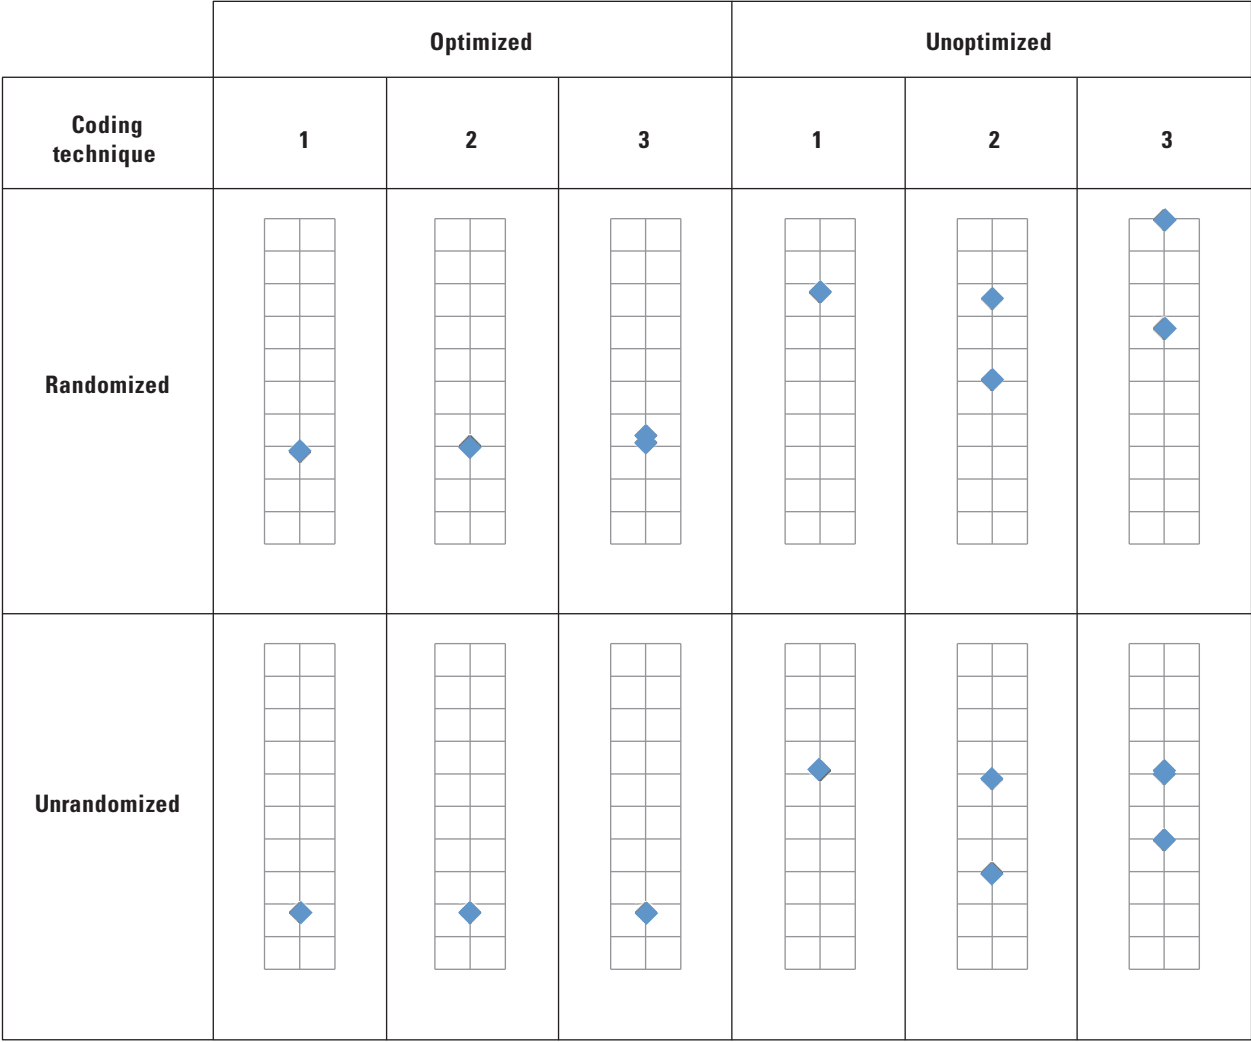 Optimized Unoptimized
Coding
technique
1 2 3 1 2 3
Randomized
Unrandomized